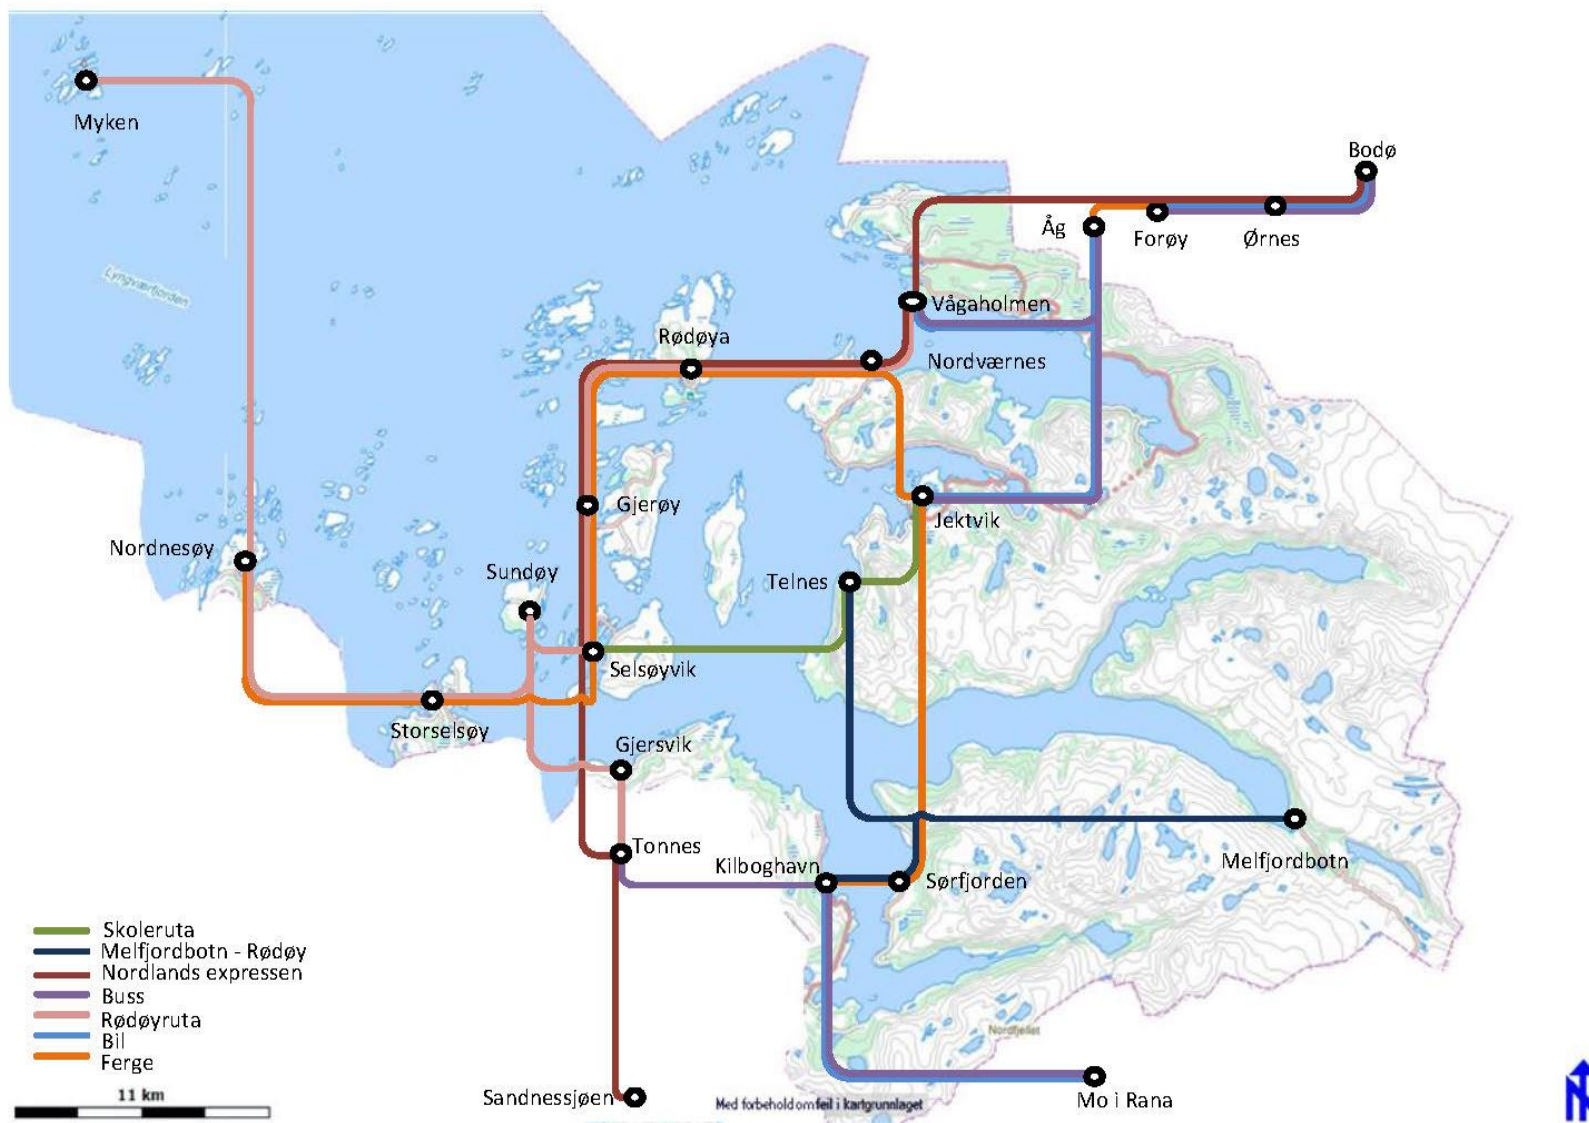 Myken
Bodø
Åg
Forøy
Ørnes
Lyngværfjorden
Vågaholmen
Rødøya
Nordværnes
Gjerøy
Jektvik
Nordnesøy
Sundøy
Telnes
Selsøyvik
Storselsøy
Gjersvik
Tonnes
Kilboghavn
Sørfjorden
Melfjordbotn
Skoleruta
Melfjordbotn - Rødøy
Nordlands expressen
Buss
Rødøyruta
Bil
Ferge
Nordfjellet
11 km
Sandnessjøen
Med forbehold om feil i kartgrunnlaget
Mo i Rana
N